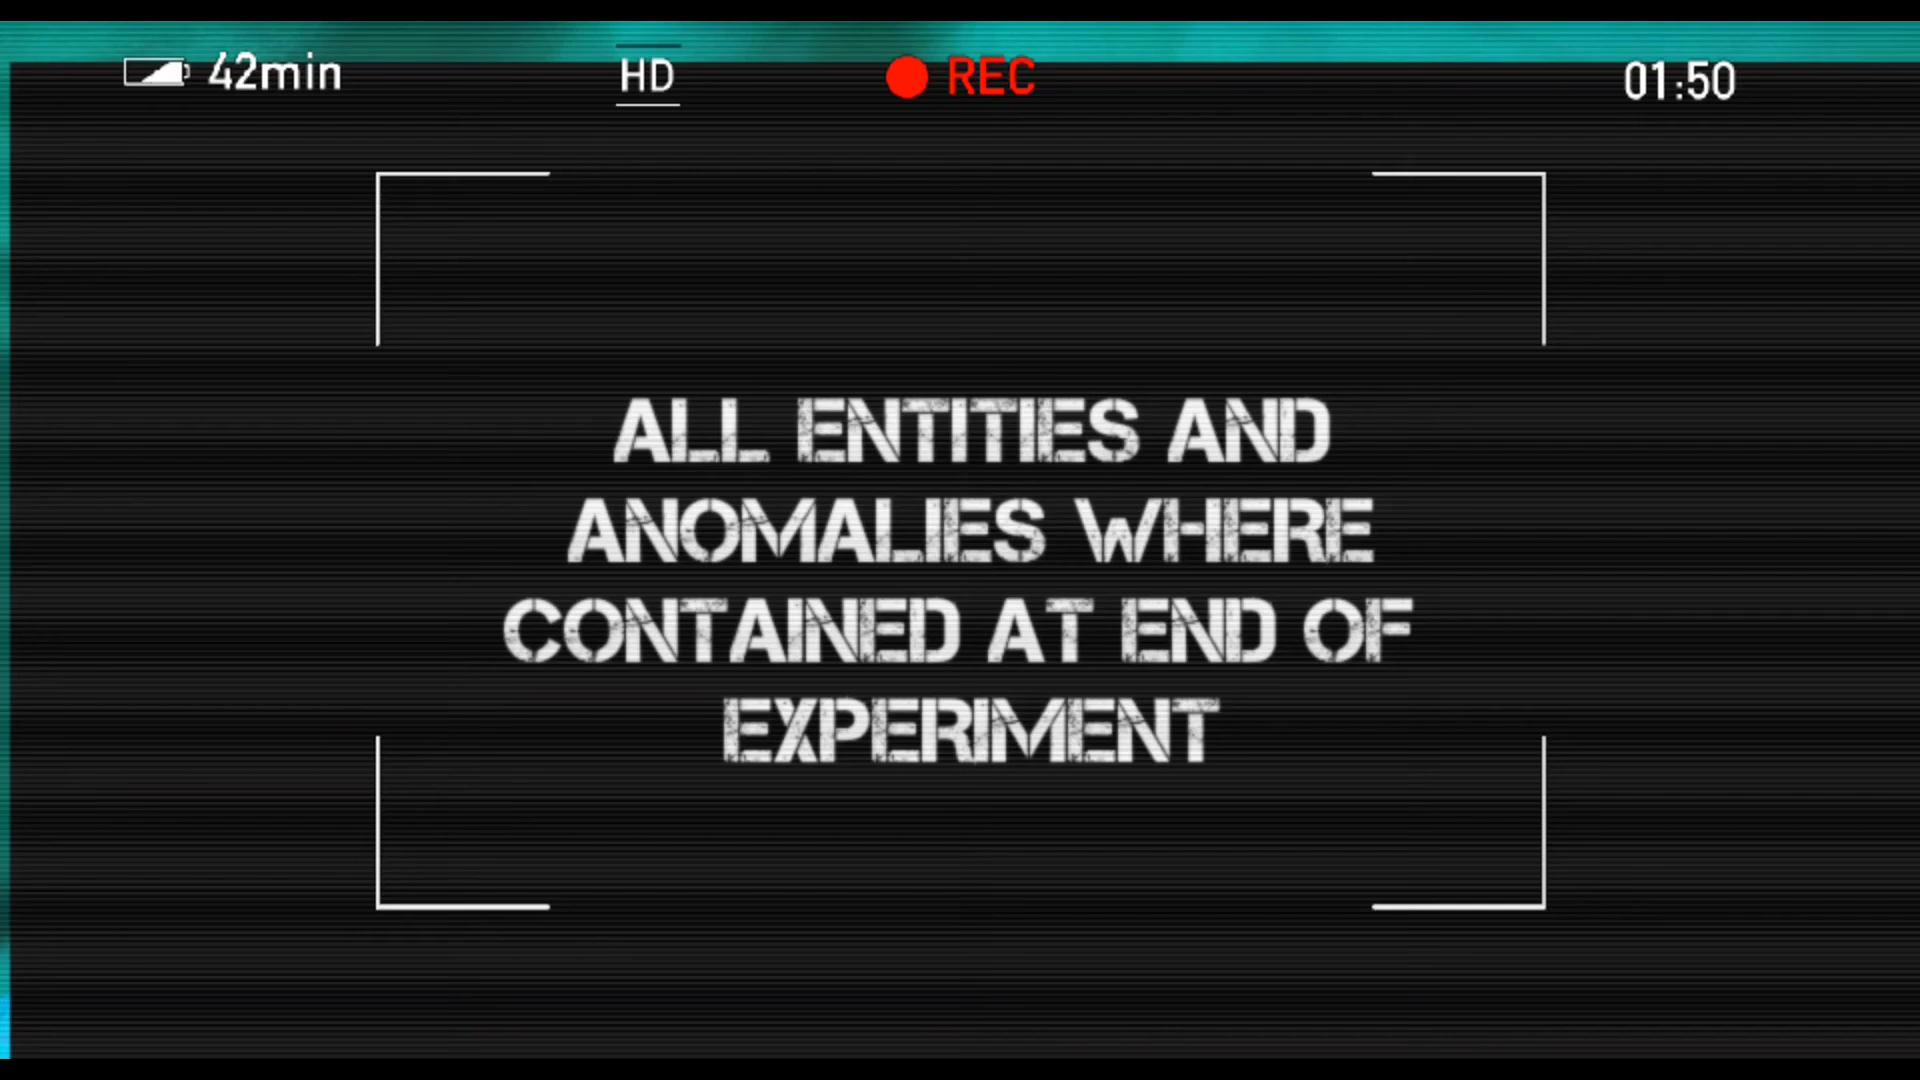 42min HD REC 01:50
ALL ENTITIES AND
ANOMALIES WHERE
CONTAINED AT END OF
EXPERIMENT